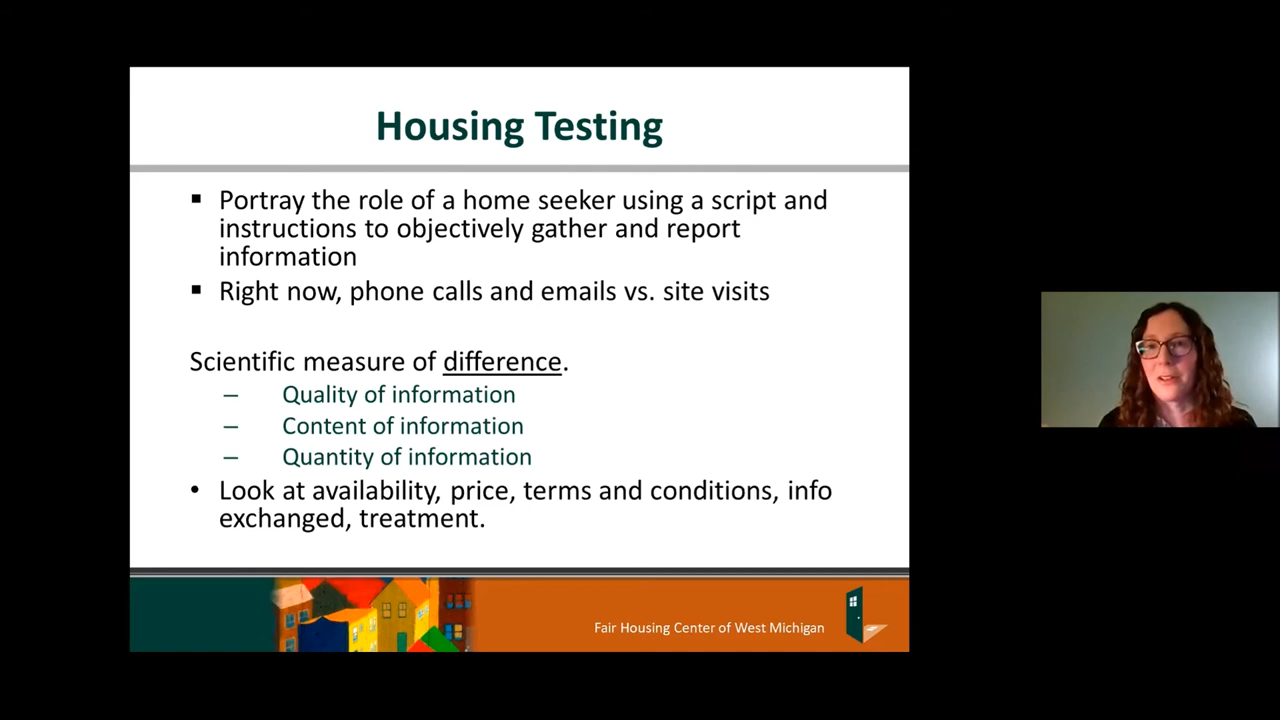 Housing Testing
▪ Portray the role of a home seeker using a script and
instructions to objectively gather and report
information
▪ Right now, phone calls and emails vs. site visits
Scientific measure of difference.
– Quality of information
– Content of information
– Quantity of information
• Look at availability, price, terms and conditions, info
exchanged, treatment.
Fair Housing Center of West Michigan